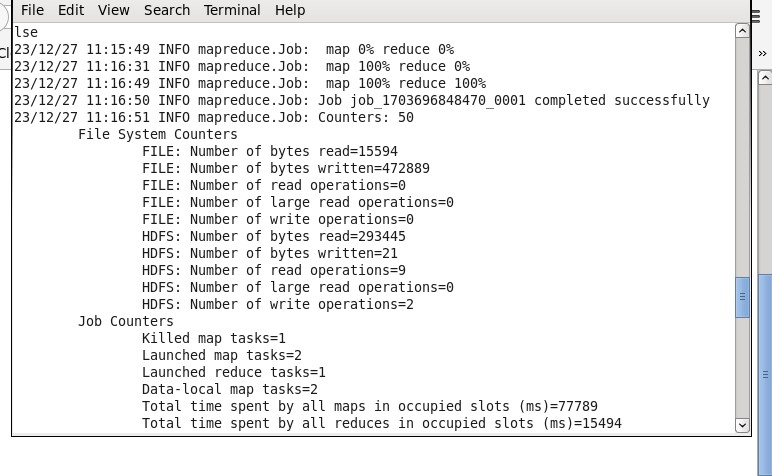 File Edit View Search Terminal Help
lse
23/12/27 11:15:49 INFO mapreduce.Job:  map 0% reduce 0%
23/12/27 11:16:31 INFO mapreduce.Job:  map 100% reduce 0%
23/12/27 11:16:49 INFO mapreduce.Job:  map 100% reduce 100%
23/12/27 11:16:50 INFO mapreduce.Job: Job job_1703696848470_0001 completed successfully
23/12/27 11:16:51 INFO mapreduce.Job: Counters: 50
File System Counters
FILE: Number of bytes read=15594
FILE: Number of bytes written=472889
FILE: Number of read operations=0
FILE: Number of large read operations=0
FILE: Number of write operations=0
HDFS: Number of bytes read=293445
HDFS: Number of bytes written=21
HDFS: Number of read operations=9
HDFS: Number of large read operations=0
HDFS: Number of write operations=2
Job Counters
Killed map tasks=1
Launched map tasks=2
Launched reduce tasks=1
Data-local map tasks=2
Total time spent by all maps in occupied slots (ms)=77789
Total time spent by all reduces in occupied slots (ms)=15494